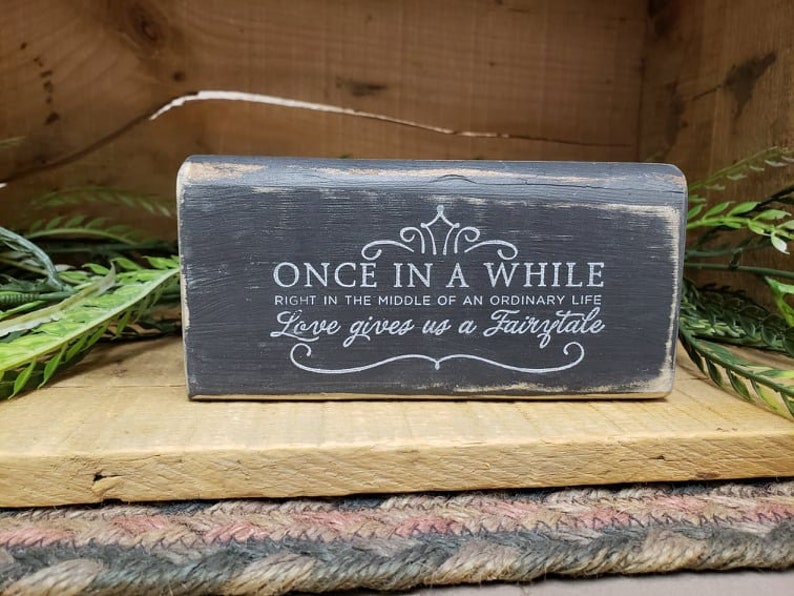 ONCE IN A WHILE
RIGHT IN THE MIDDLE OF AN ORDINARY LIFE
Love gives us a Fairytale